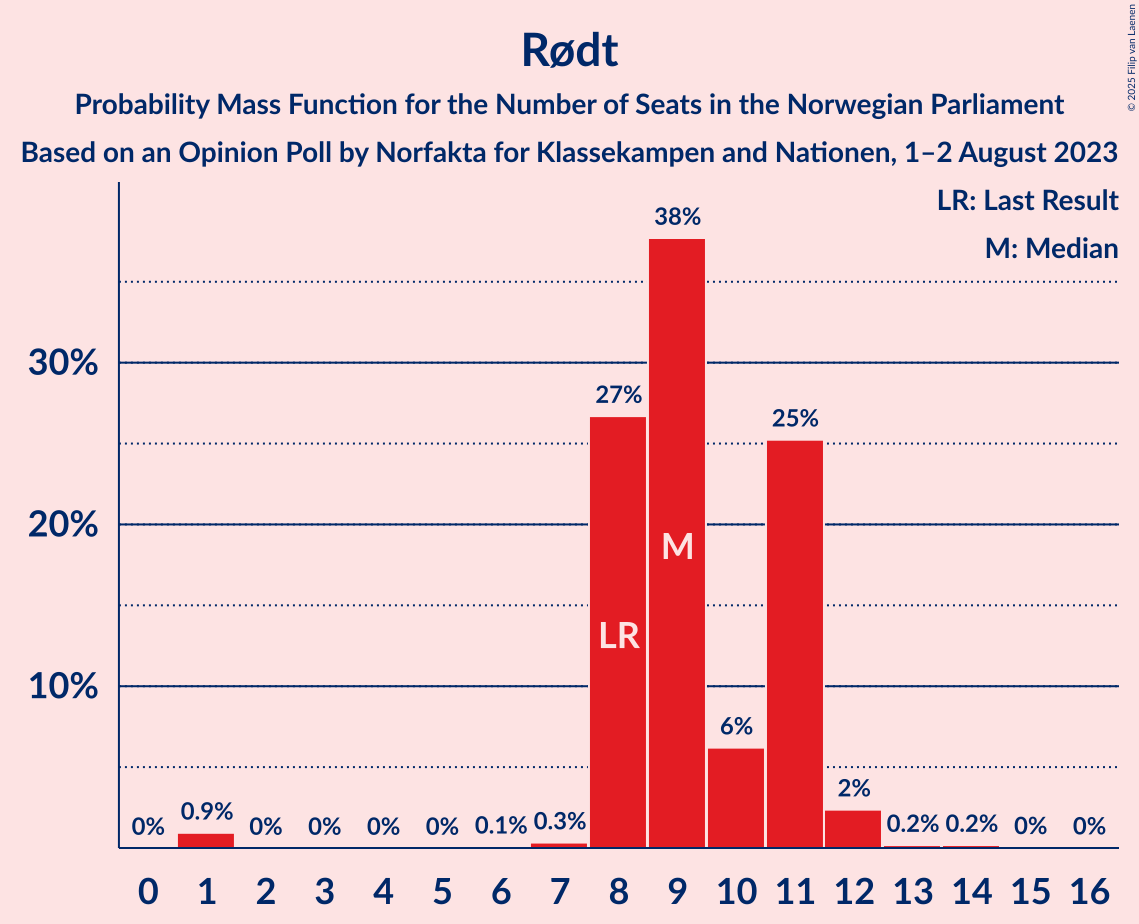 Rødt
Probability Mass Function for the Number of Seats in the Norwegian Parliament
Based on an Opinion Poll by Norfakta for Klassekampen and Nationen, 1–2 August 2023
© 2025 Filip van Laenen
LR: Last Result
M: Median
30%
20%
10%
0%
0.9%
0%
0%
0%
0%
0.1%
0.3%
27%
38%
6%
25%
2%
0.2%
0.2%
0%
0%
LR
M
0 1 2 3 4 5 6 7 8 9 10 11 12 13 14 15 16